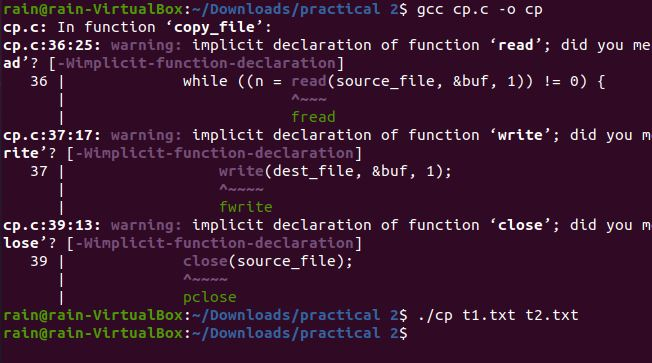 rain@rain-VirtualBox:~/Downloads/practical 2$ gcc cp.c -o cp
cp.c: In function ‘copy_file’:
cp.c:36:25: warning: implicit declaration of function ‘read’; did you me
ad’? [-Wimplicit-function-declaration]
36 | while ((n = read(source_file, &buf, 1)) != 0) {
| ^~~~
| fread
cp.c:37:17: warning: implicit declaration of function ‘write’; did you m
rite’? [-Wimplicit-function-declaration]
37 | write(dest_file, &buf, 1);
| ^~~~~
| fwrite
cp.c:39:13: warning: implicit declaration of function ‘close’; did you m
lose’? [-Wimplicit-function-declaration]
39 | close(source_file);
| ^~~~~
| pclose
rain@rain-VirtualBox:~/Downloads/practical 2$ ./cp t1.txt t2.txt
rain@rain-VirtualBox:~/Downloads/practical 2$